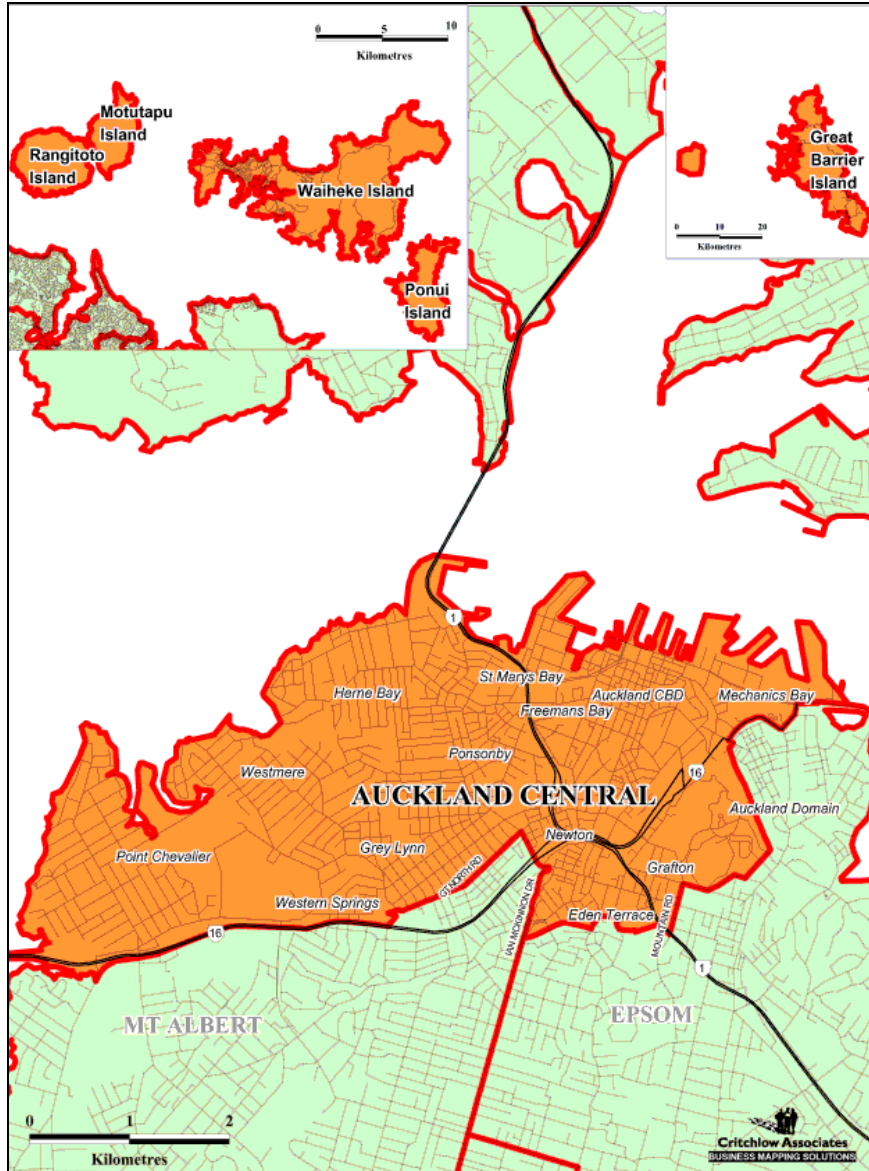 0 5 10
Kilometres
Motutapu
Island
Rangitoto
Island
Waiheke Island
Ponui
Island
Great
Barrier
Island
0 10 20
Kilometres
1
St Marys Bay
Herne Bay
Auckland CBD
Mechanics Bay
Freemans Bay
Ponsonby
Westmere
16
AUCKLAND CENTRAL
Auckland Domain
Newton
Grey Lynn
Point Chevalier
Grafton
GT NORTH RD
Western Springs
IAN MCKINNON DR
Eden Terrace
MOUNTAIN RD
16
1
MT ALBERT
EPSOM
0 1 2
Kilometres
Critchlow Associates
BUSINESS MAPPING SOLUTIONS